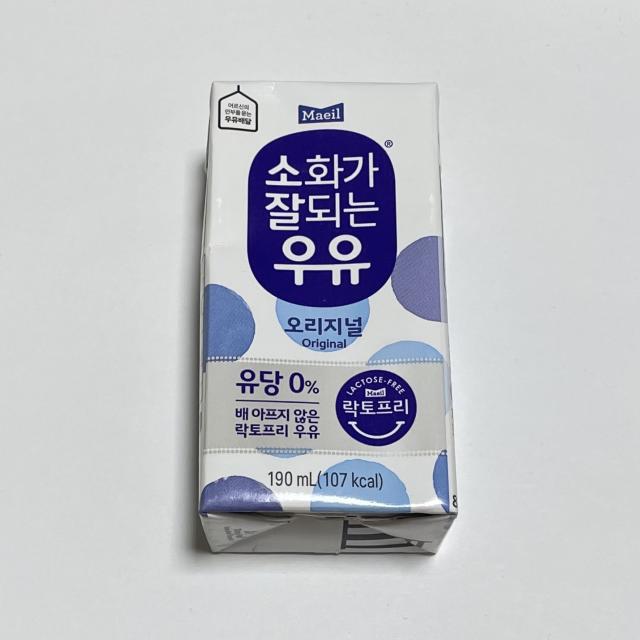 어르신의
안부를 묻는
우유배달
Maeil
소화가
잘되는
우유
®
오리지널
Original
유당 0%
배 아프지 않은
락토프리 우유
LACTOSE-FREE
Maeil
락토프리
190 mL(107 kcal)